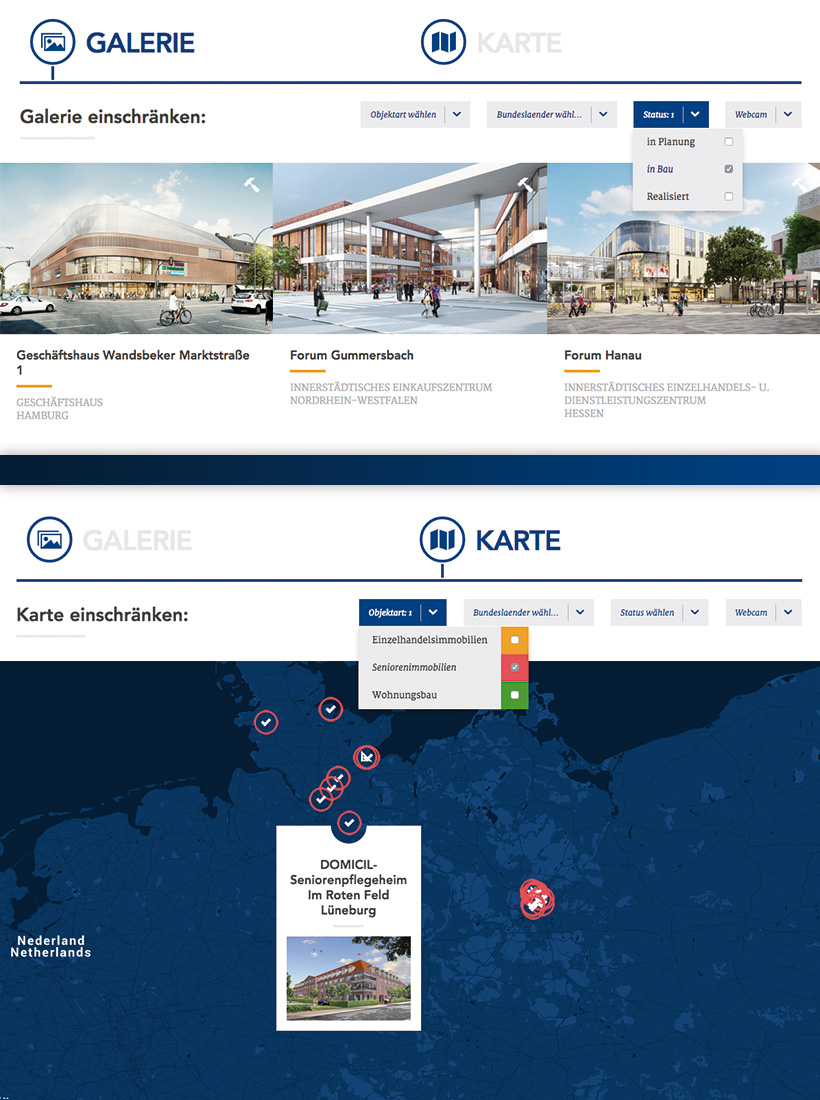 GALERIE
KARTE
Galerie einschränken:
Objektart wählen
Bundeslaender wähl...
Status: 1
Webcam
in Planung
in Bau
Realisiert
Geschäftshaus Wandsbeker Marktstraße
1
GESCHÄFTSHAUS
HAMBURG
Forum Gummersbach
INNERSTÄDTISCHES EINKAUFSZENTRUM
NORDRHEIN-WESTFALEN
Forum Hanau
INNERSTÄDTISCHES EINZELHANDELS- U.
DIENSTLEISTUNGSZENTRUM
HESSEN
GALERIE
KARTE
Karte einschränken:
Objektart: 1
Bundeslaender wähl...
Status wählen
Webcam
Einzelhandelsimmobilien
Seniorenimmobilien
Wohnungsbau
DOMICIL-
Seniorenpflegeheim
Im Roten Feld
Lüneburg
Nederland
Netherlands